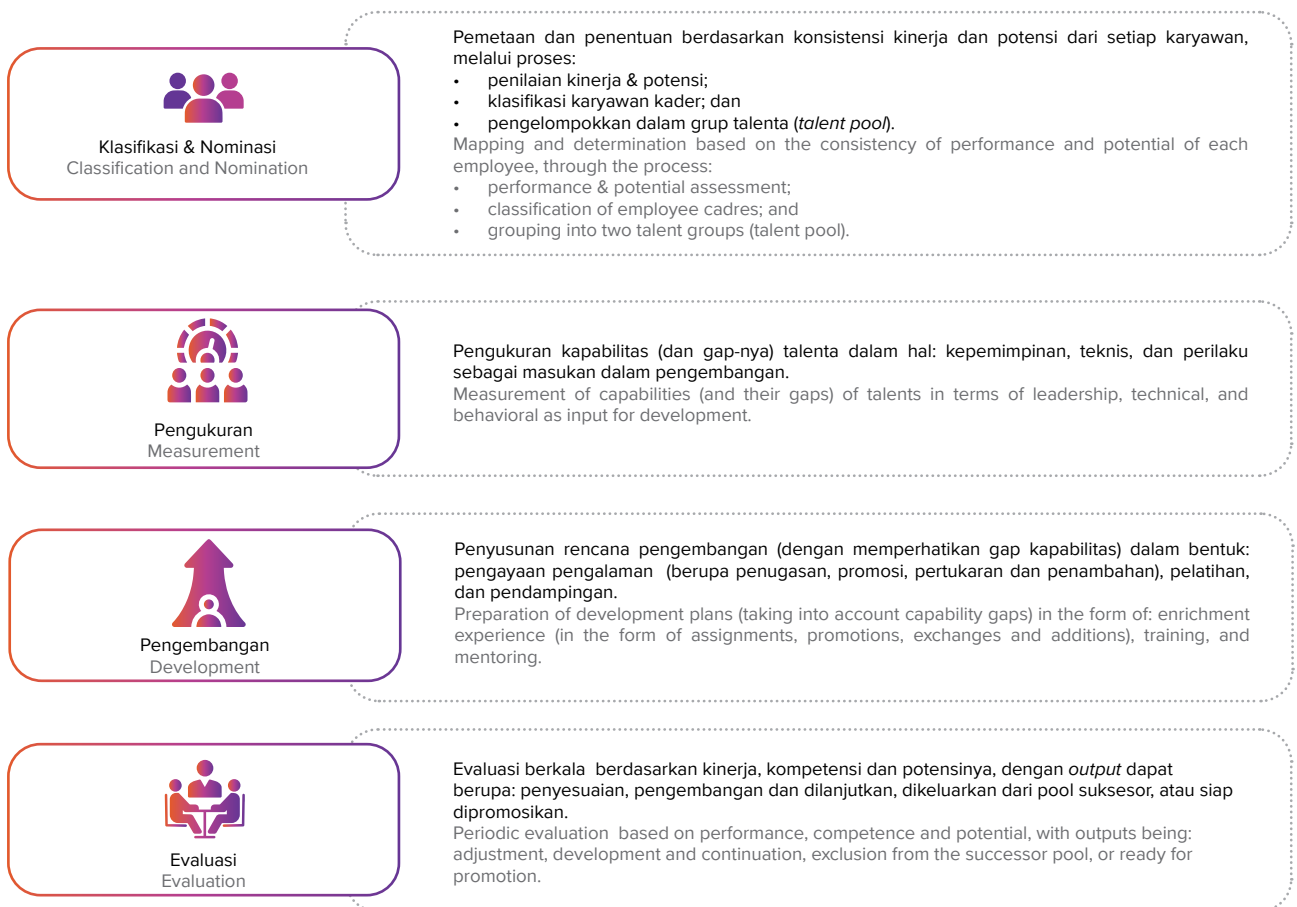 Klasifikasi & Nominasi
Classification and Nomination
Pemetaan dan penentuan berdasarkan konsistensi kinerja dan potensi dari setiap karyawan,
melalui proses:
• penilaian kinerja & potensi;
• klasifikasi karyawan kader; dan
• pengelompokkan dalam grup talenta (talent pool).
Mapping and determination based on the consistency of performance and potential of each
employee, through the process:
• performance & potential assessment;
• classification of employee cadres; and
• grouping into two talent groups (talent pool).
Pengukuran
Measurement
Pengukuran kapabilitas (dan gap-nya) talenta dalam hal: kepemimpinan, teknis, dan perilaku
sebagai masukan dalam pengembangan.
Measurement of capabilities (and their gaps) of talents in terms of leadership, technical, and
behavioral as input for development.
Pengembangan
Development
Penyusunan rencana pengembangan (dengan memperhatikan gap kapabilitas) dalam bentuk:
pengayaan pengalaman (berupa penugasan, promosi, pertukaran dan penambahan), pelatihan,
dan pendampingan.
Preparation of development plans (taking into account capability gaps) in the form of: enrichment
experience (in the form of assignments, promotions, exchanges and additions), training, and
mentoring.
Evaluasi
Evaluation
Evaluasi berkala berdasarkan kinerja, kompetensi dan potensinya, dengan output dapat
berupa: penyesuaian, pengembangan dan dilanjutkan, dikeluarkan dari pool suksesor, atau siap
dipromosikan.
Periodic evaluation based on performance, competence and potential, with outputs being:
adjustment, development and continuation, exclusion from the successor pool, or ready for
promotion.